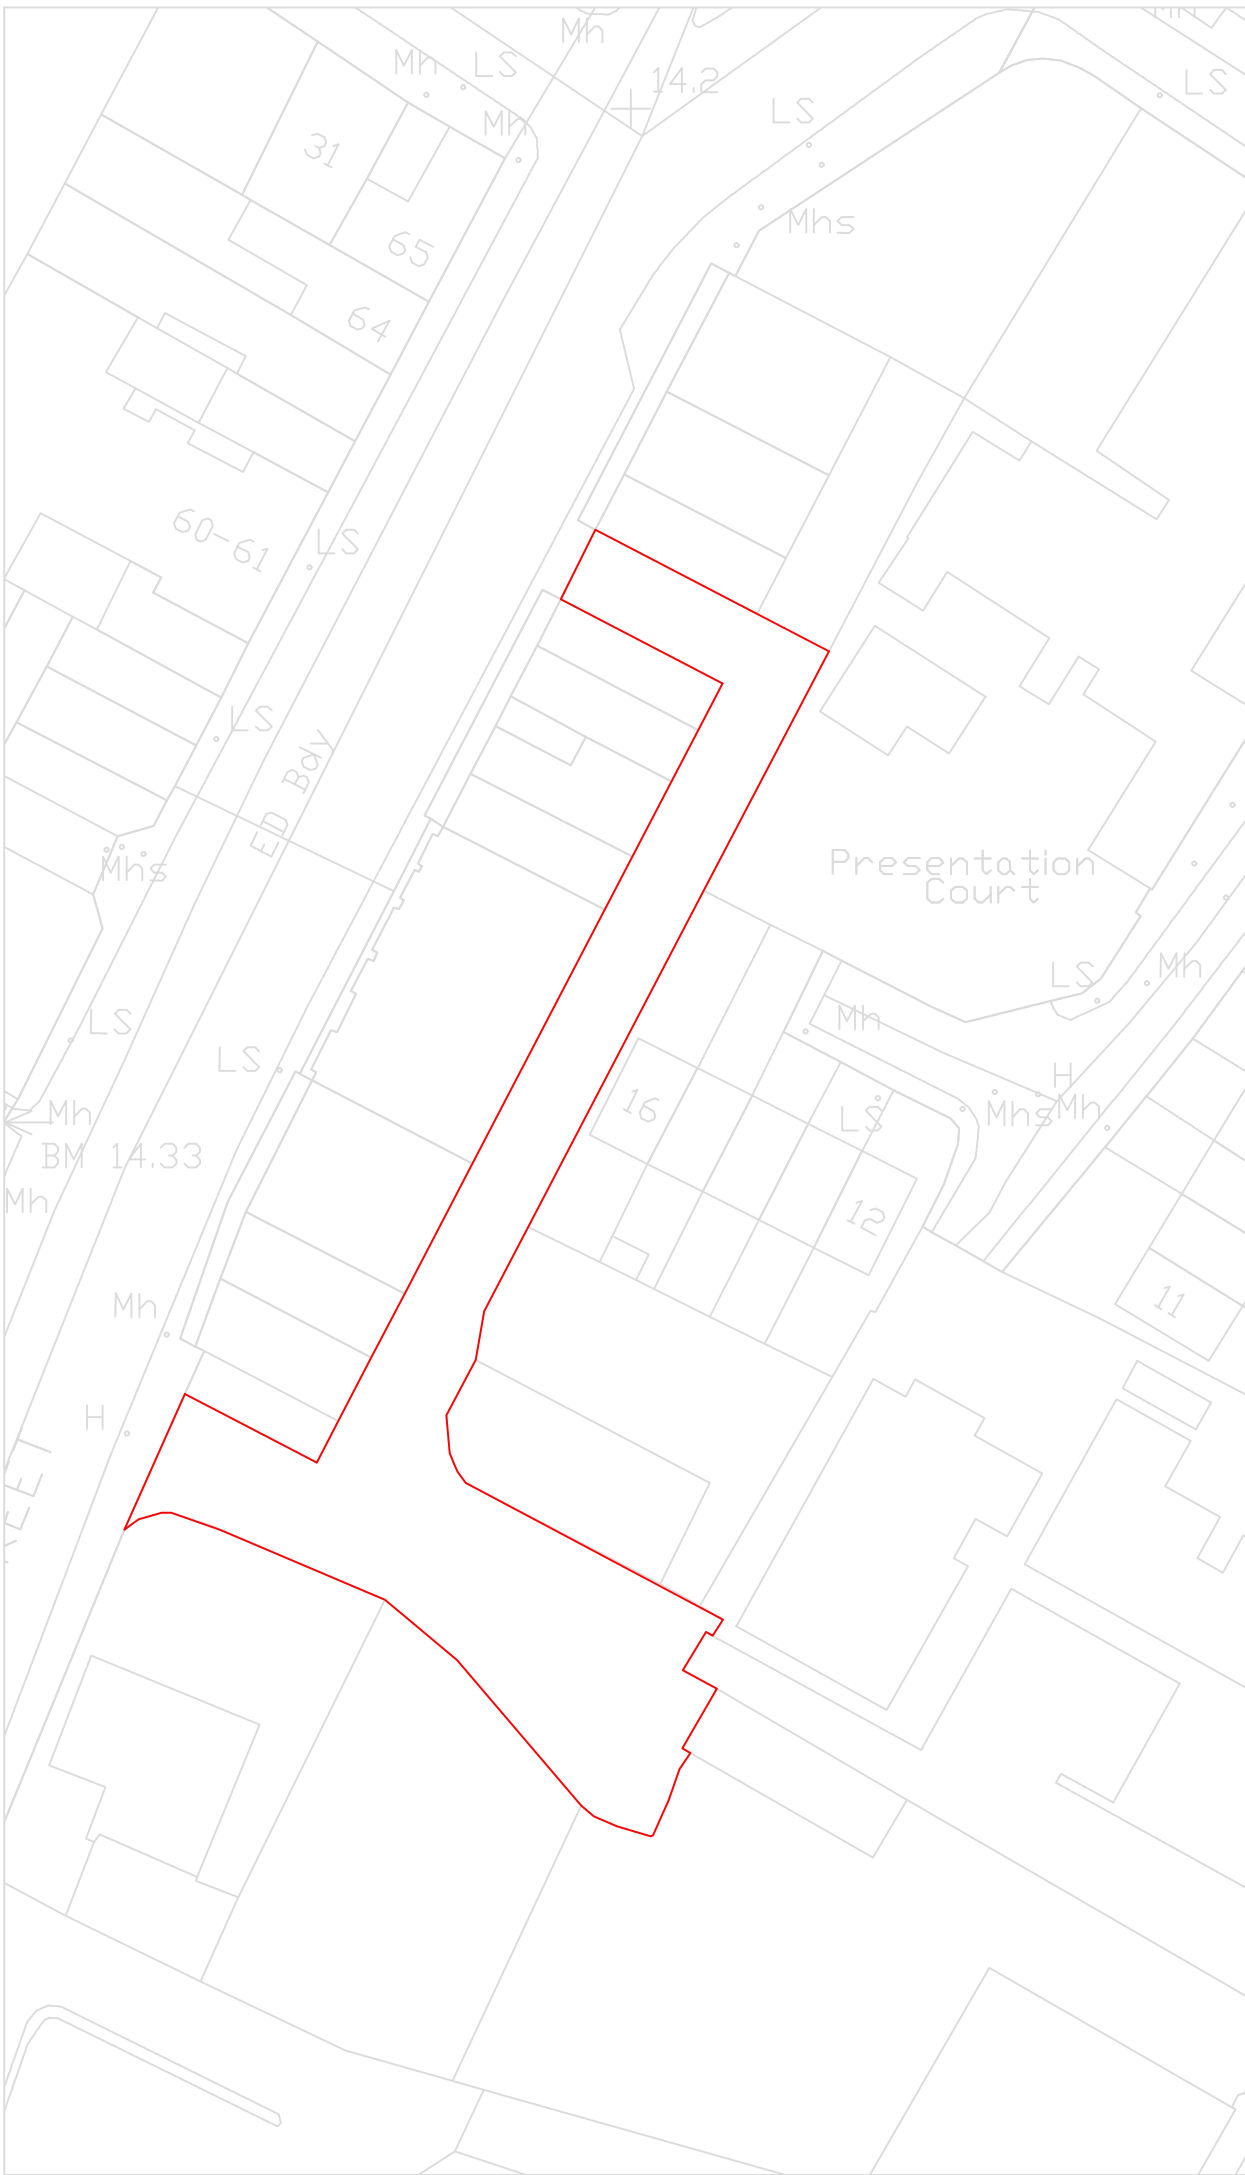 Mh
Mh
LS
Mh
14.2
LS
LS
Mh
31
Mhs
65
64
60-61
LS
LS
ED Bdy
Mhs
Presentation
Court
LS
Mh
LS
Mh
LS
H
16
LS
Mhs
Mh
Mh
BM 14.33
Mh
12
Mh
11
H